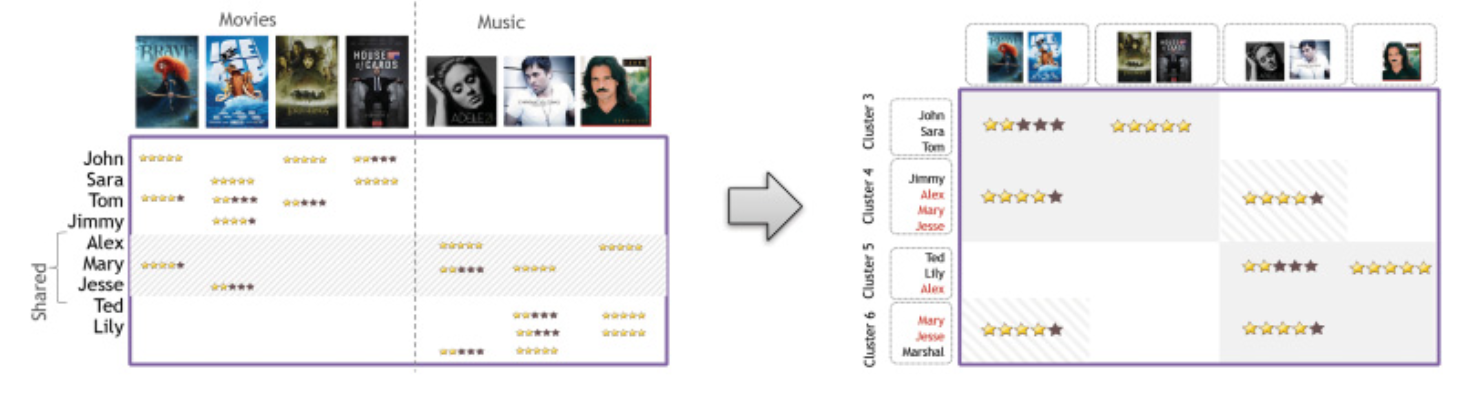 Movies
Music
BRAVE
ICE AGE
HOUSE of CARDS
ADELE 21
John
Sara
Tom
Jimmy
Alex
Mary
Jesse
Ted
Lily
Shared
Cluster 3
John
Sara
Tom
Cluster 4
Jimmy
Alex
Mary
Jesse
Cluster 5
Ted
Lily
Alex
Cluster 6
Mary
Jesse
Marshal